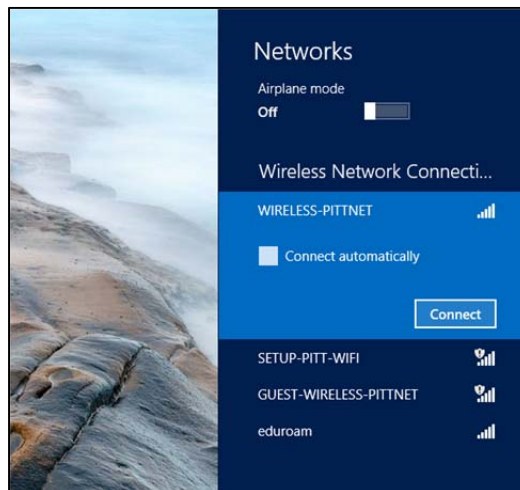 Networks
Airplane mode
Off
Wireless Network Connecti...
WIRELESS-PITTNET
Connect automatically
Connect
SETUP-PITT-WIFI
GUEST-WIRELESS-PITTNET
eduroam